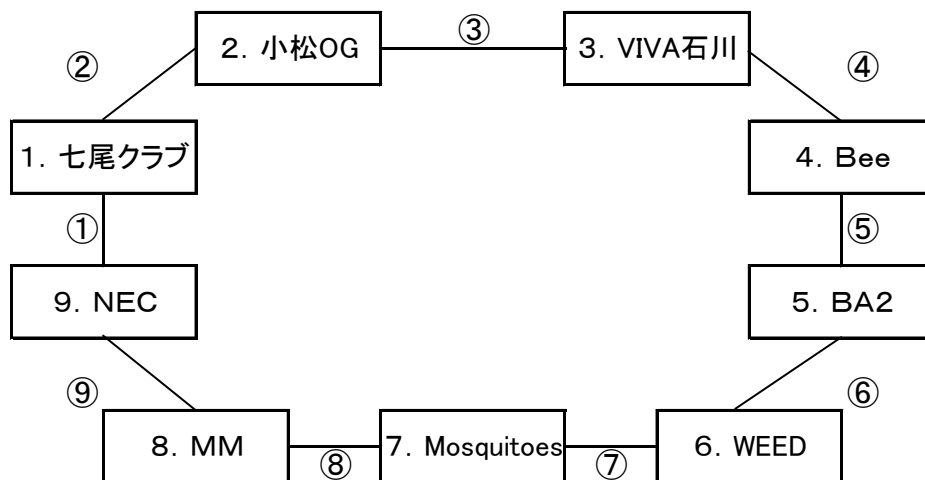 2．小松OG
③
3．VIVA石川
②
④
1．七尾クラブ
4．Bee
①
⑤
9．NEC
5．BA2
⑨
⑥
8．MM
⑧
7．Mosquitoes
⑦
6．WEED